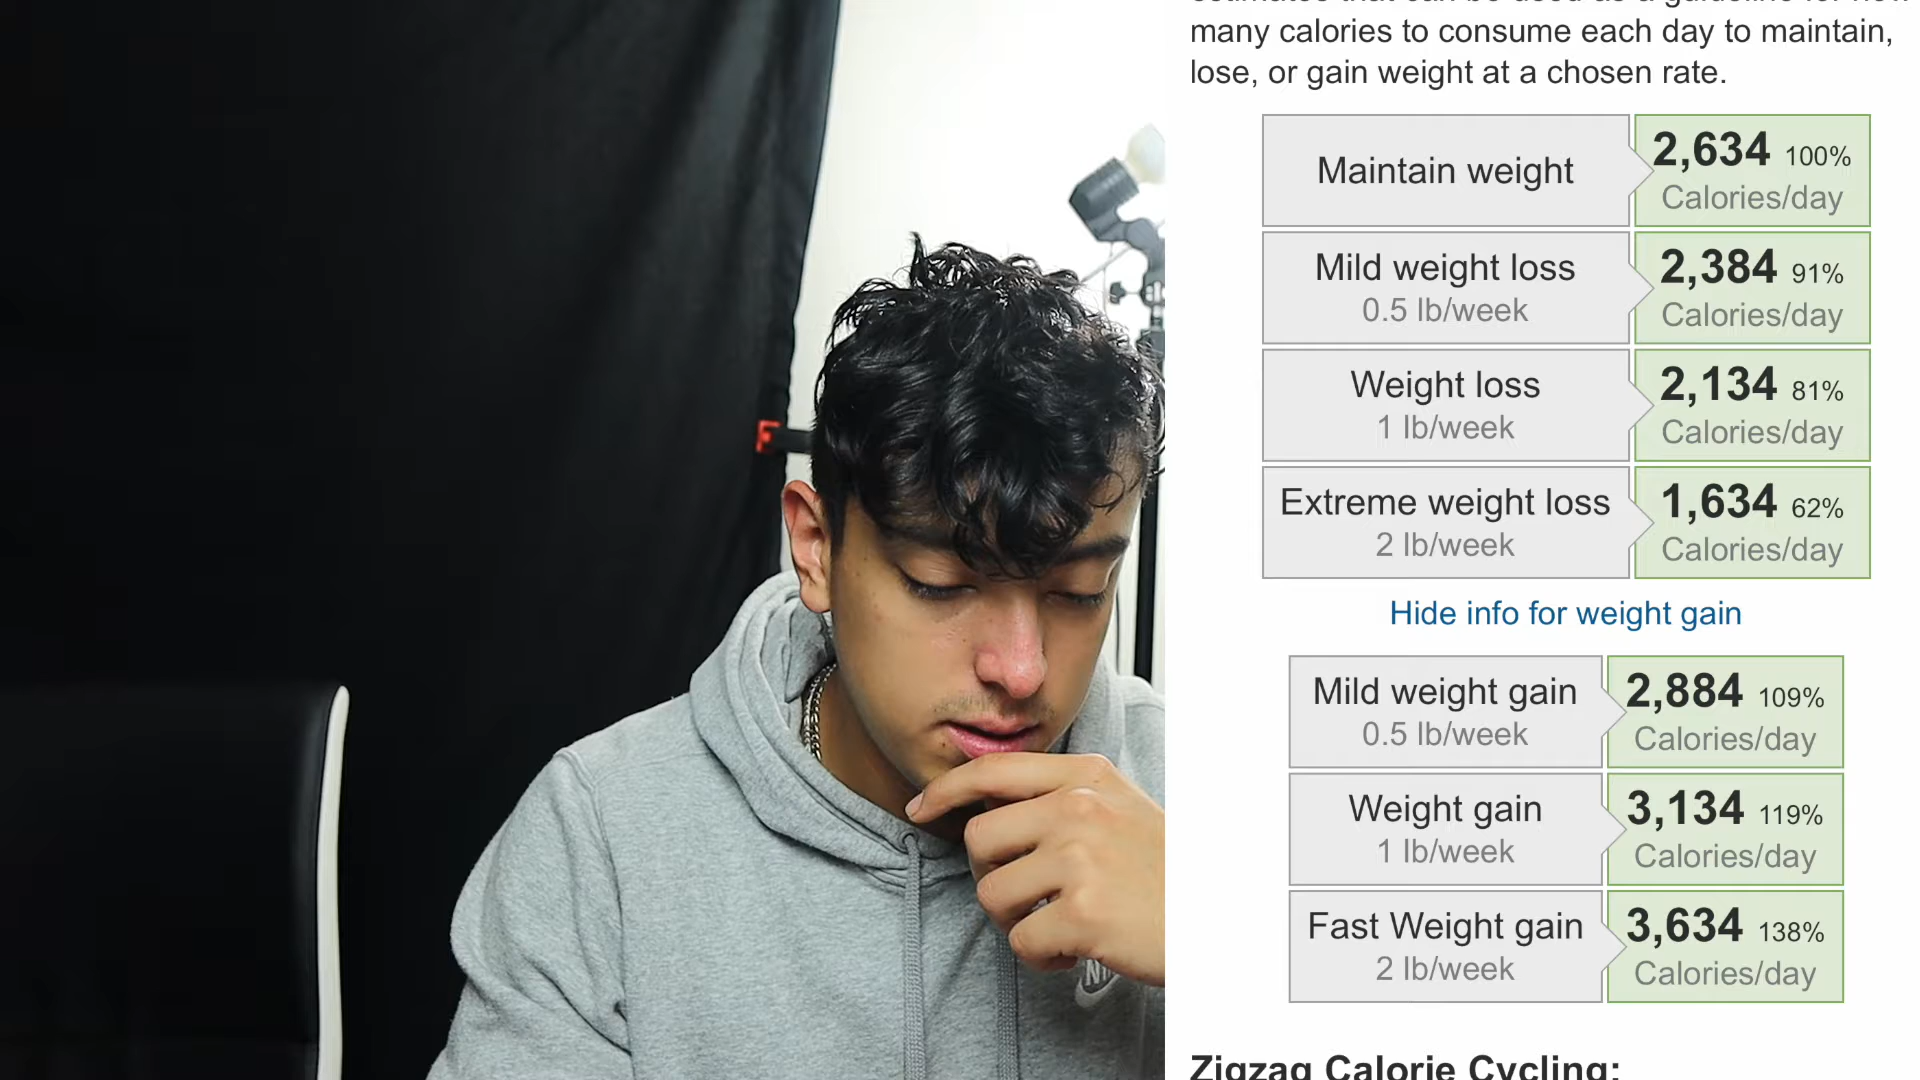 many calories to consume each day to maintain,
lose, or gain weight at a chosen rate.
Maintain weight
2,634 100%
Calories/day
Mild weight loss
0.5 lb/week
2,384 91%
Calories/day
Weight loss
1 lb/week
2,134 81%
Calories/day
Extreme weight loss
2 lb/week
1,634 62%
Calories/day
Hide info for weight gain
Mild weight gain
0.5 lb/week
2,884 109%
Calories/day
Weight gain
1 lb/week
3,134 119%
Calories/day
Fast Weight gain
2 lb/week
3,634 138%
Calories/day
Zigzag Calorie Cycling: